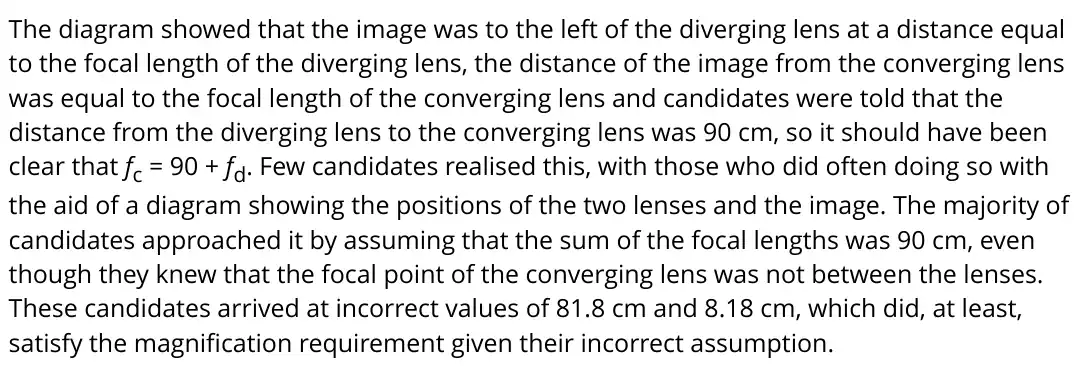 The diagram showed that the image was to the left of the diverging lens at a distance equal
to the focal length of the diverging lens, the distance of the image from the converging lens
was equal to the focal length of the converging lens and candidates were told that the
distance from the diverging lens to the converging lens was 90 cm, so it should have been
clear that fc = 90 + fd. Few candidates realised this, with those who did often doing so with
the aid of a diagram showing the positions of the two lenses and the image. The majority of
candidates approached it by assuming that the sum of the focal lengths was 90 cm, even
though they knew that the focal point of the converging lens was not between the lenses.
These candidates arrived at incorrect values of 81.8 cm and 8.18 cm, which did, at least,
satisfy the magnification requirement given their incorrect assumption.